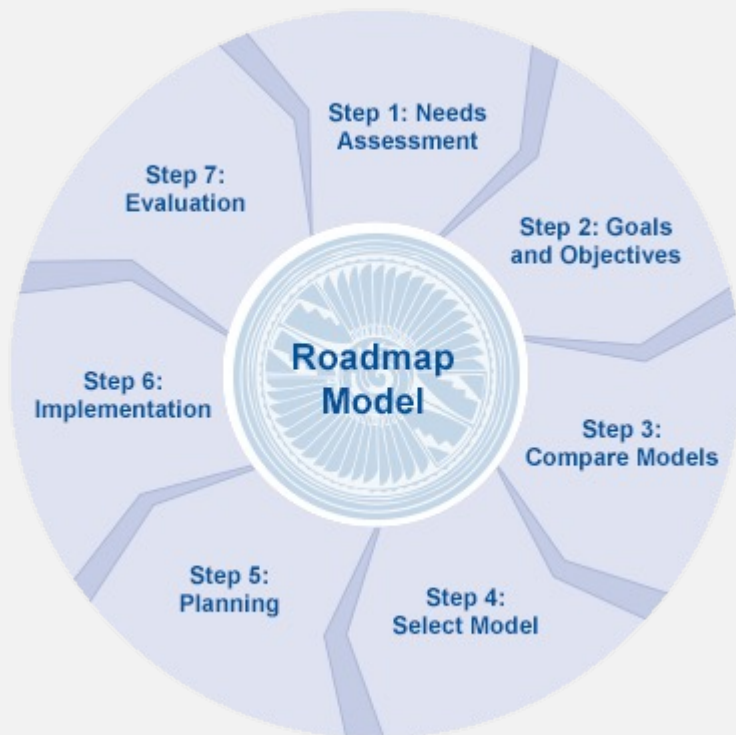 Step 1: Needs
Assessment
Step 2: Goals
and Objectives
Step 3:
Compare Models
Step 4:
Select Model
Step 5:
Planning
Step 6:
Implementation
Step 7:
Evaluation
Roadmap
Model